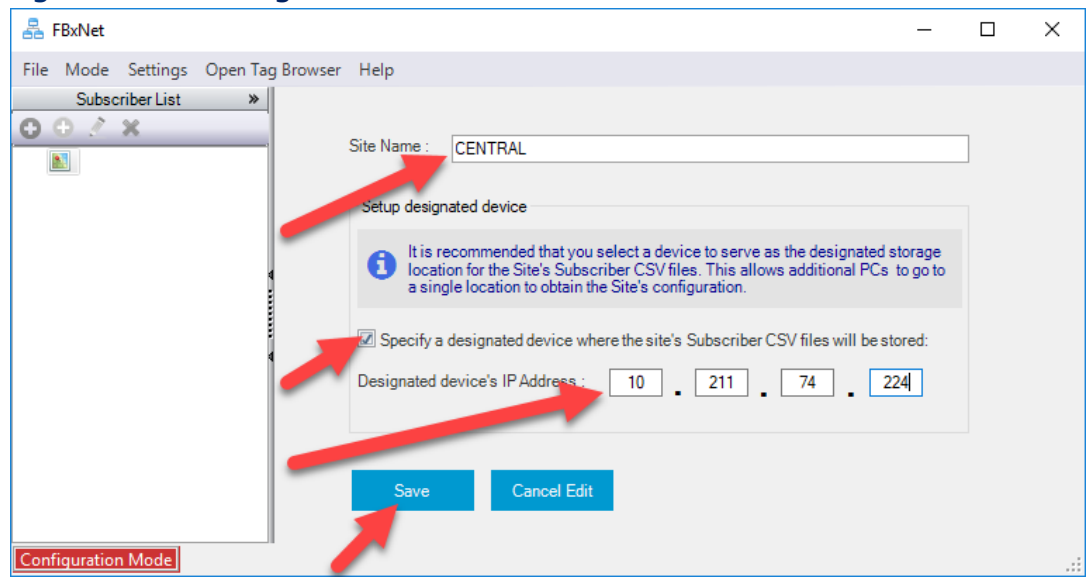 FBxNet
File Mode Settings Open Tag Browser Help
Subscriber List »
Site Name : CENTRAL
Setup designated device
It is recommended that you select a device to serve as the designated storage
location for the Site's Subscriber CSV files. This allows additional PCs to go to
a single location to obtain the Site's configuration.
Specify a designated device where the site's Subscriber CSV files will be stored:
Designated device's IP Address : 10 . 211 . 74 . 224
Save Cancel Edit
Configuration Mode